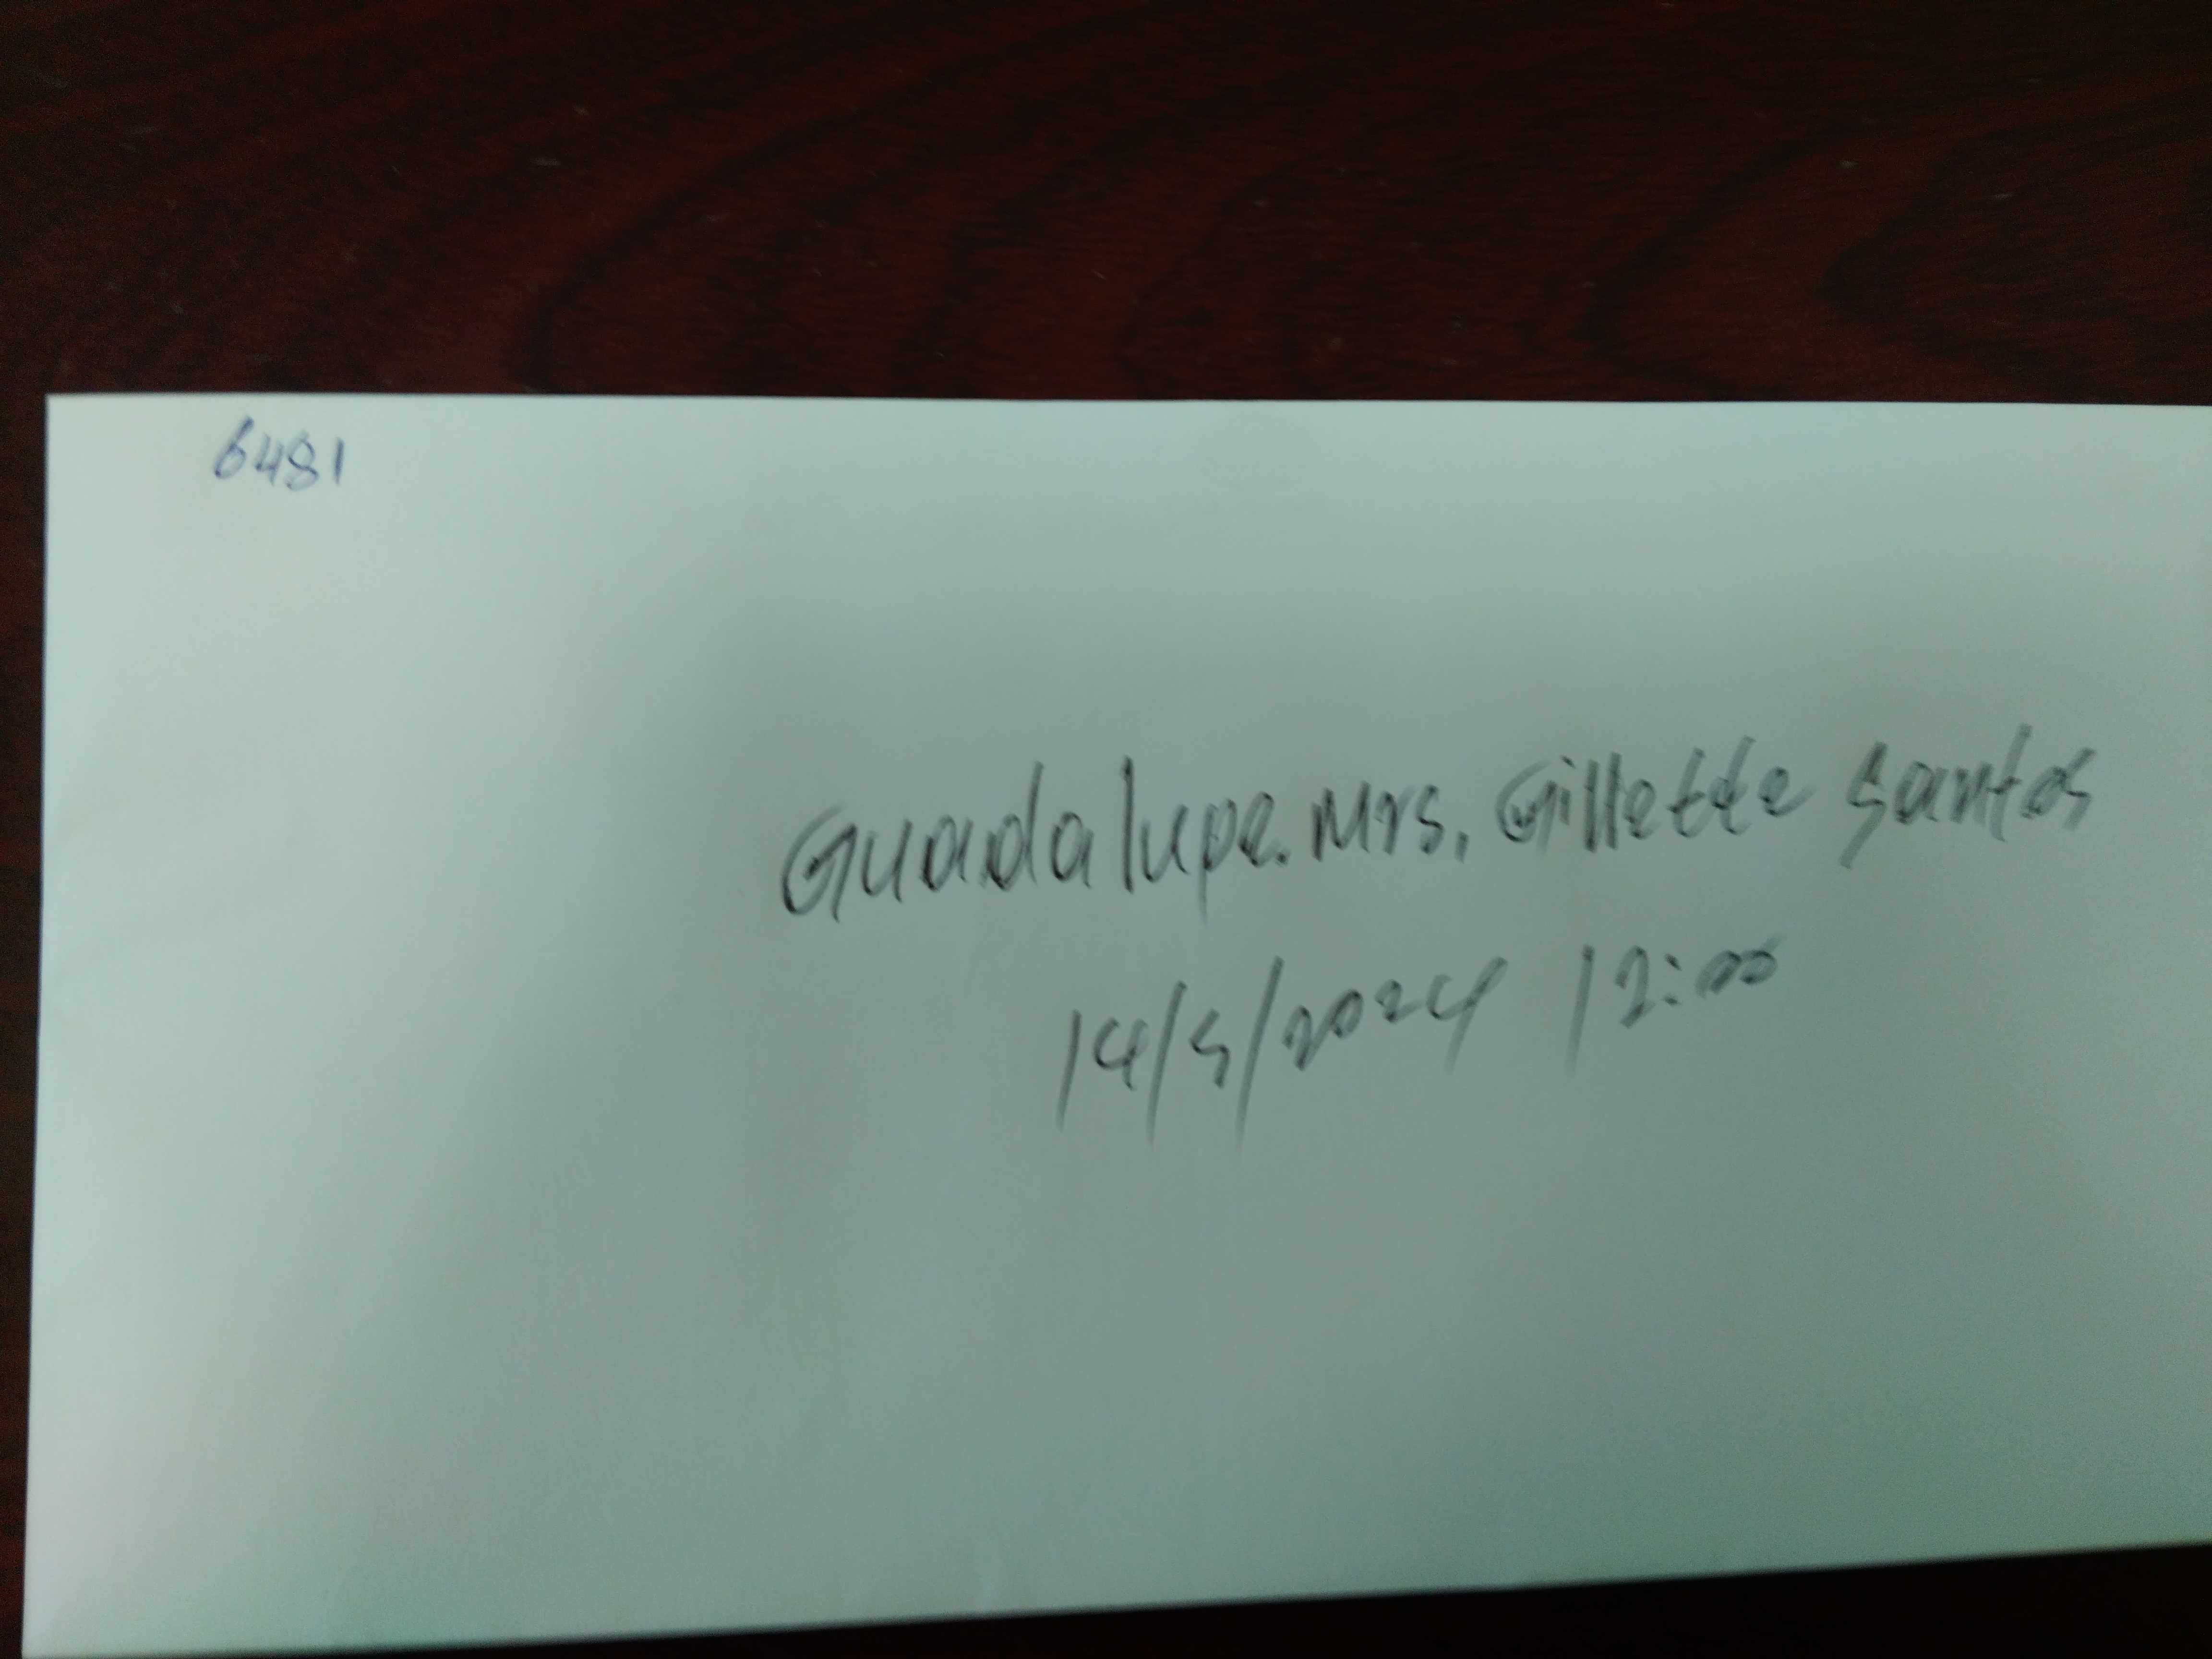 6481
Guadalupe. Mrs. Gillette Santos
14/5/2024 12:00